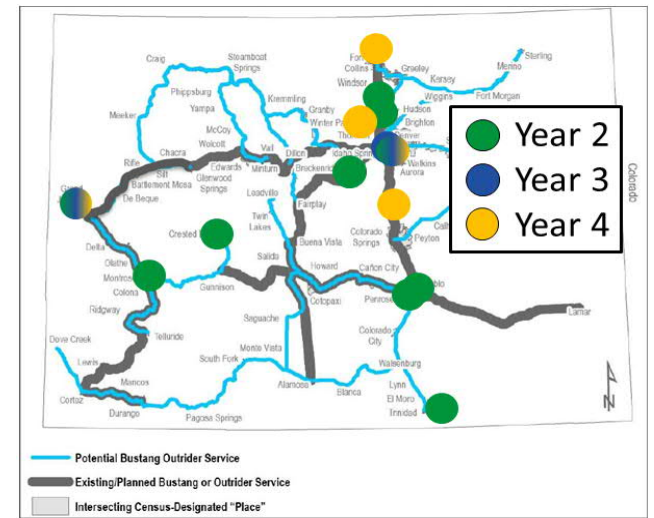 Craig
Steamboat
Springs
Sterling
Merino
Fort
Collins
Greeley
Kersey
Windsor
Phippsburg
Yampa
Kremmling
Wiggins
Fort Morgan
Meeker
Granby
Hudson
Brighton
McCoy
Wolcott
Winter
Vail
Dillon
Idaho
Chacra
Rifle
Silt
Edwards
Minturn
Breckenridge
Watkins
Aurora
Battlement Mesa
Glenwood
Springs
De Beque
Leadville
Fairplay
Twin
Lakes
Delta
Crested
Colorado
Springs
Peyton
Buena Vista
Olathe
Montrose
Salida
Howard
Cañon City
Colona
Gunnison
Penrose
Cotopaxi
Ridgway
Lamar
Saguache
Colorado
City
Telluride
Dove Creek
Monte Vista
Lewis
South Fork
Walsenburg
Mancos
Alamosa
Blanca
Lynn
El Moro
Trinidad
Cortez
Durango
Pagosa Springs
Year 2
Year 3
Year 4
Colorado
N
Potential Bustang Outrider Service
Existing/Planned Bustang or Outrider Service
Intersecting Census-Designated "Place"